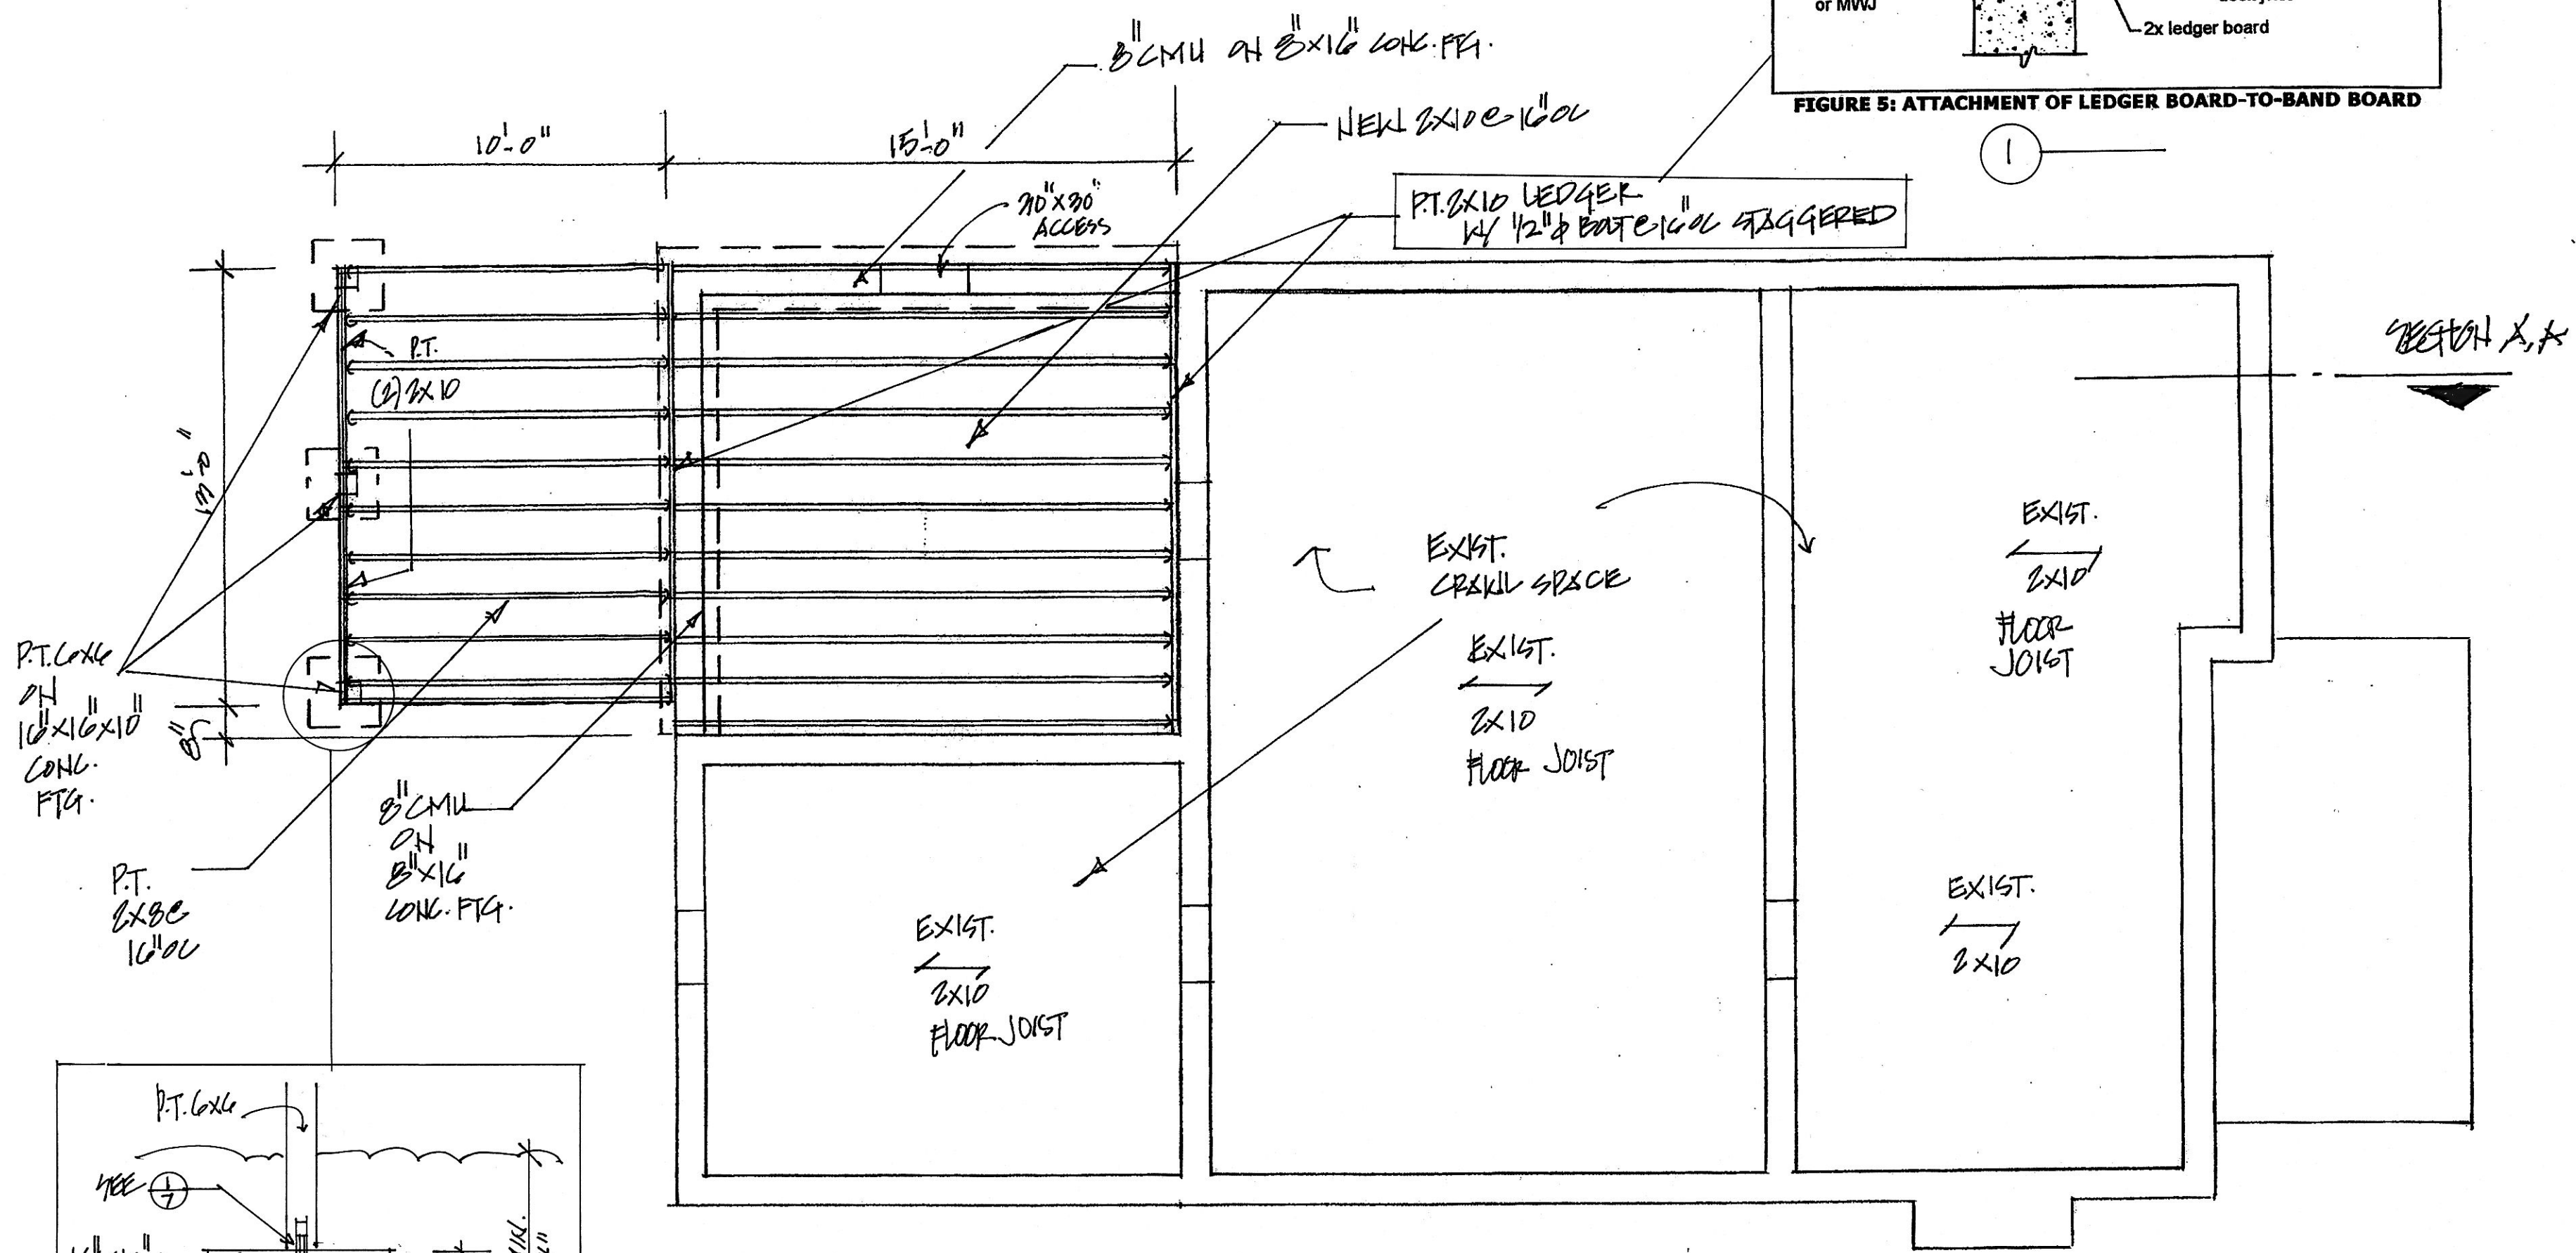 or MWJ
2x ledger board
FIGURE 5: ATTACHMENT OF LEDGER BOARD-TO-BAND BOARD
1
8" CMU ON 8"X16" CONC. FTG.
NEW 2X10@16"OC
10'-0"
15'-0"
30"X30"
ACCESS
P.T. 2X10 LEDGER
W/ 1/2"ϕ BOLT@16"OC STAGGERED
SECTION A, A
P.T.
(2) 2X10
13'-0"
8"
P.T. 6X6
ON
16"X16"X10"
CONC.
FTG.
EXIST.
CRAWL SPACE
EXIST.
2X10
FLOOR JOIST
EXIST.
2X10
FLOOR
JOIST
8" CMU
ON
8"X16"
CONC. FTG.
P.T.
2X8@
16"OC
EXIST.
2X10
FLOOR JOIST
EXIST.
2X10
P.T. 6X6
SEE 1/7